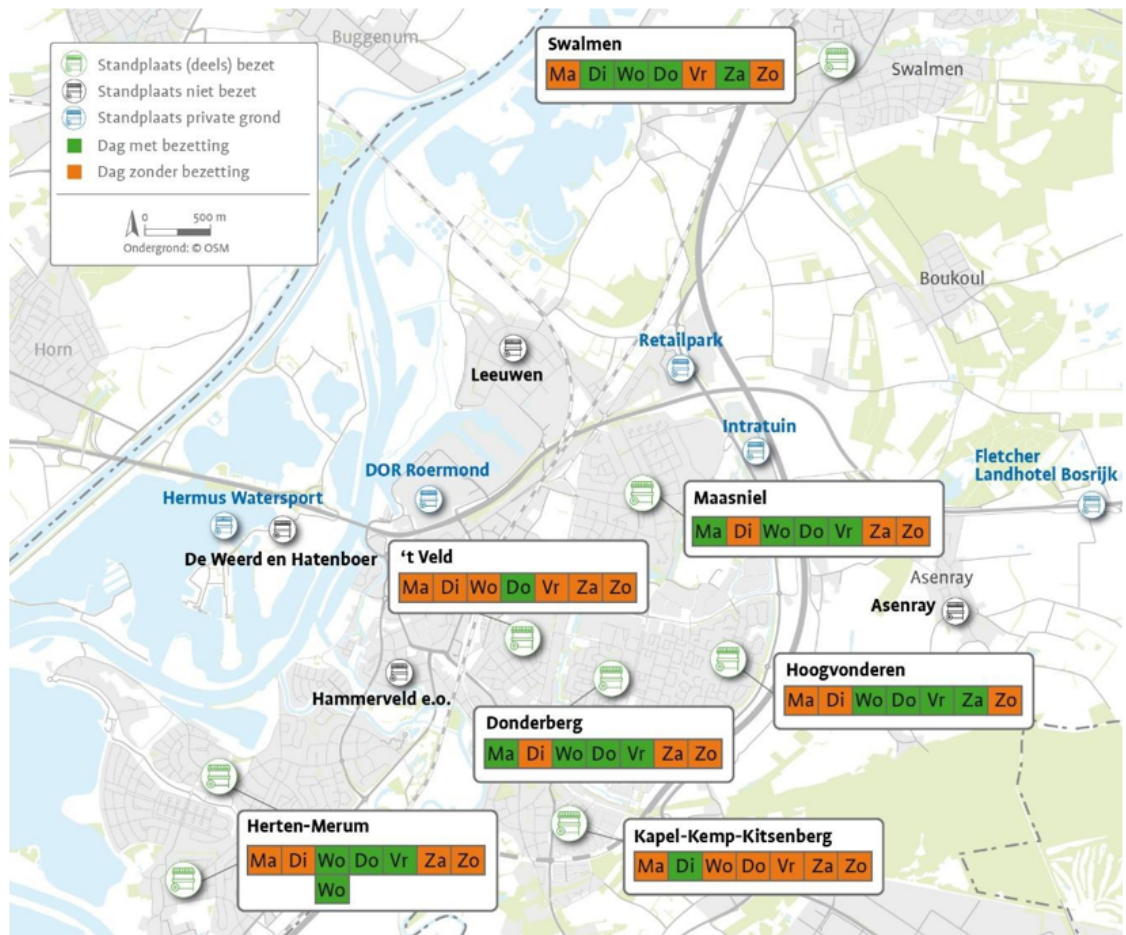 Buggenum
Standplaats (deels) bezet
Standplaats niet bezet
Standplaats private grond
Dag met bezetting
Dag zonder bezetting
0 500 m
Ondergrond: © OSM
Swalmen
Ma Di Wo Do Vr Za Zo
Swalmen
Boukoul
Horn
Leeuwen
Retailpark
Intratuin
DOR Roermond
Hermus Watersport
De Weerd en Hatenboer
Fletcher
Landhotel Bosrijk
Maasniel
Ma Di Wo Do Vr Za Zo
't Veld
Ma Di Wo Do Vr Za Zo
Asenray
Asenray
Hammerveld e.o.
Hoogvonderen
Ma Di Wo Do Vr Za Zo
Donderberg
Ma Di Wo Do Vr Za Zo
Herten-Merum
Ma Di Wo Do Vr Za Zo
Wo
Kapel-Kemp-Kitsenberg
Ma Di Wo Do Vr Za Zo